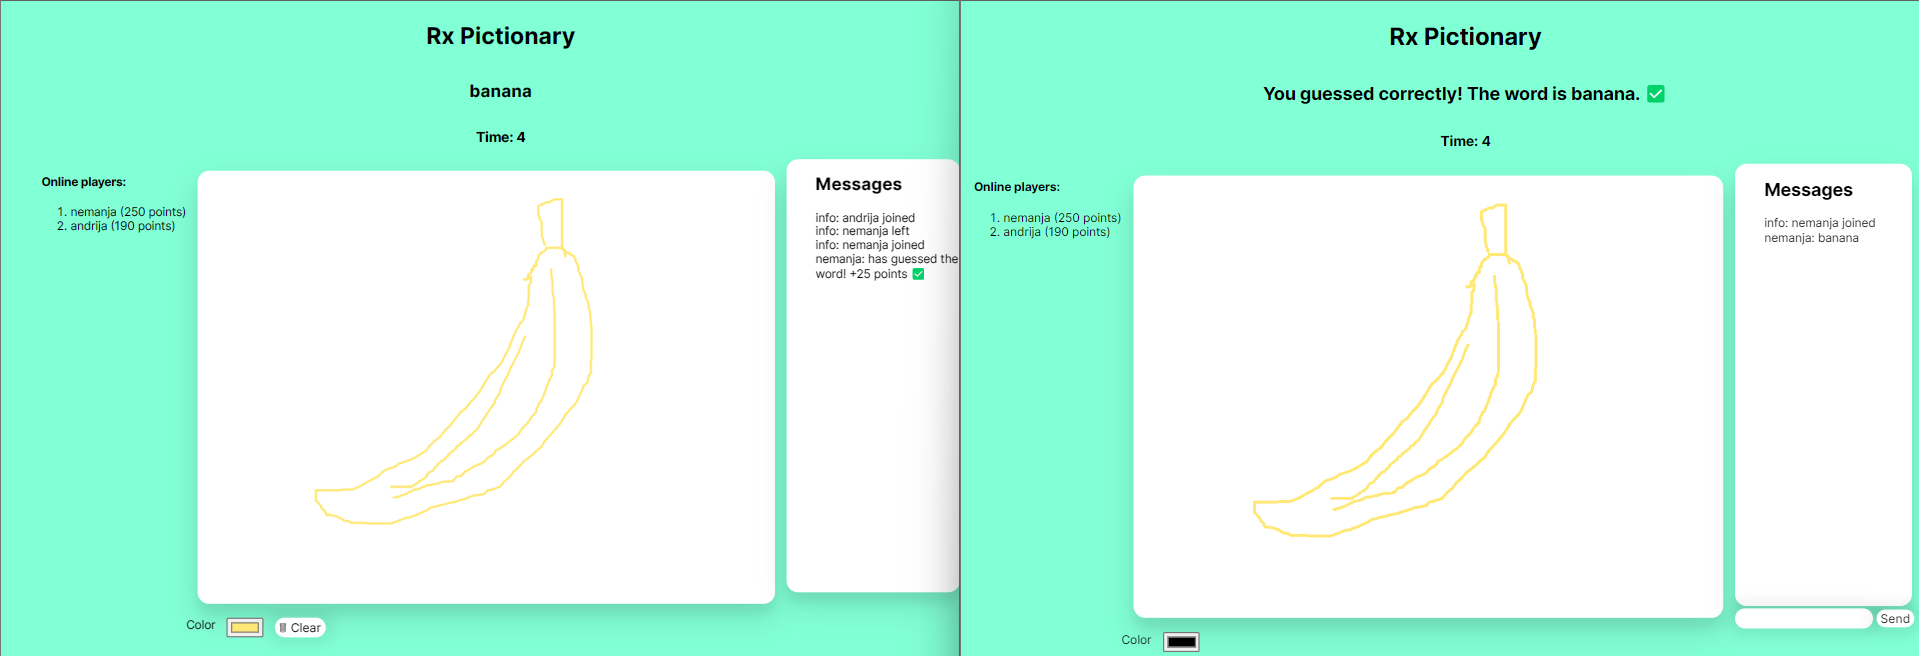 Rx Pictionary
banana
Time: 4
Online players:
1. nemanja (250 points)
2. andrija (190 points)
Messages
info: andrija joined
info: nemanja left
info: nemanja joined
nemanja: has guessed the
word! +25 points ✅
Color
Clear
Rx Pictionary
You guessed correctly! The word is banana. ✅
Time: 4
Online players:
1. nemanja (250 points)
2. andrija (190 points)
Messages
info: nemanja joined
nemanja: banana
Send
Color